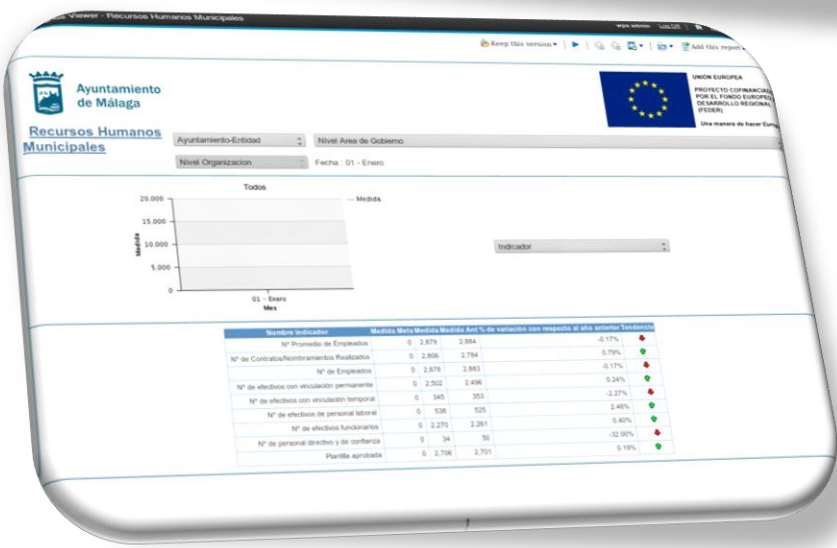 Viewer - Recursos Humanos Municipales
wps admin Log Off
Keep this version
Add this report
Ayuntamiento
de Málaga
UNIÓN EUROPEA
PROYECTO COFINANCIADO
POR EL FONDO EUROPEO
DESARROLLO REGIONAL
(FEDER)
Una manera de hacer Europ
Recursos Humanos
Municipales
Ayuntamiento-Entidad
Nivel Area de Gobierno
Nivel Organizacion
Fecha : 01 - Enero
Todos
Medida
20.000
15.000
10.000
5.000
0
Medida
01 - Enero
Mes
Indicador
Nombre Indicador Medida Meta Medida Medida Ant % de variación con respecto al año anterior Tendencia
Nº Promedio de Empleados 0 2,879 2,884 -0.17%
Nº de Contratos/Nombramientos Realizados 0 2,806 2,784 0.79%
Nº de Empleados 0 2,878 2,883 -0.17%
Nº de efectivos con vinculación permanente 0 2,502 2,496 0.24%
Nº de efectivos con vinculación temporal 0 345 353 -2.27%
Nº de efectivos de personal laboral 0 538 525 2.48%
Nº de efectivos funcionarios 0 2,270 2,261 0.40%
Nº de personal directivo y de confianza 0 34 50 -32.00%
Plantilla aprobada 0 2,706 2,701 0.19%